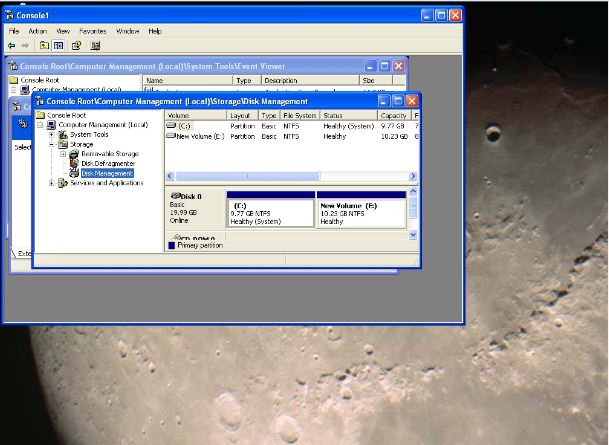 Console1
File Action View Favorites Window Help
Console Root\Computer Management (Local)\System Tools\Event Viewer
Console Root
Computer Management (Local)
Name Type Description Size
Console Root\Computer Management (Local)\Storage\Disk Management
Console Root
Computer Management (Local)
System Tools
Storage
Removable Storage
Disk Defragmenter
Disk Management
Services and Applications
Volume Layout Type File System Status Capacity F
(C:) Partition Basic NTFS Healthy (System) 9.77 GB 7
New Volume (E:) Partition Basic NTFS Healthy 10.23 GB
Select
Exte
Disk 0
Basic
19.99 GB
Online
(C:)
9.77 GB NTFS
Healthy (System)
New Volume (E:)
10.23 GB NTFS
Healthy
CD-ROM 0
Primary partition